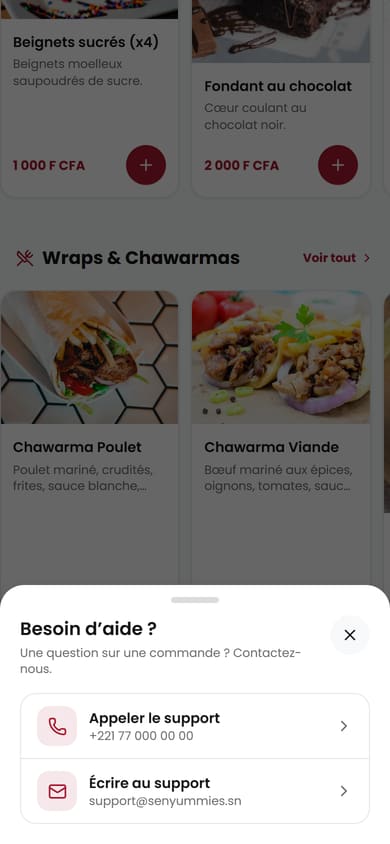 Beignets sucrés (x4)
Beignets moelleux
saupoudrés de sucre.
1 000 F CFA
Fondant au chocolat
Cœur coulant au
chocolat noir.
2 000 F CFA
Wraps & Chawarmas
Voir tout
Chawarma Poulet
Poulet mariné, crudités,
frites, sauce blanche,...
Chawarma Viande
Bœuf mariné aux épices,
oignons, tomates, sauc...
Besoin d’aide ?
Une question sur une commande ? Contactez-
nous.
Appeler le support
+221 77 000 00 00
Écrire au support
support@senyummies.sn